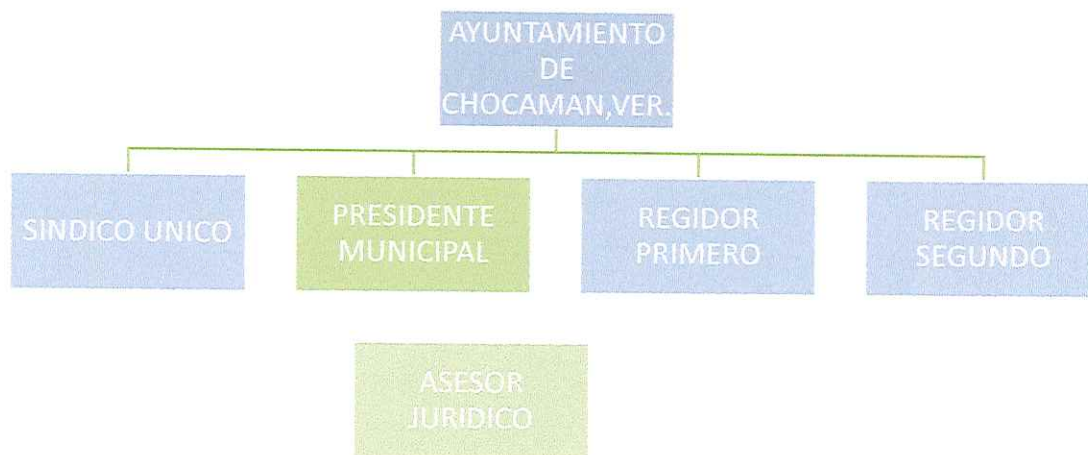 AYUNTAMIENTO
DE
CHOCAMAN,VER.
SINDICO UNICO
PRESIDENTE
MUNICIPAL
REGIDOR
PRIMERO
REGIDOR
SEGUNDO
ASESOR
JURIDICO